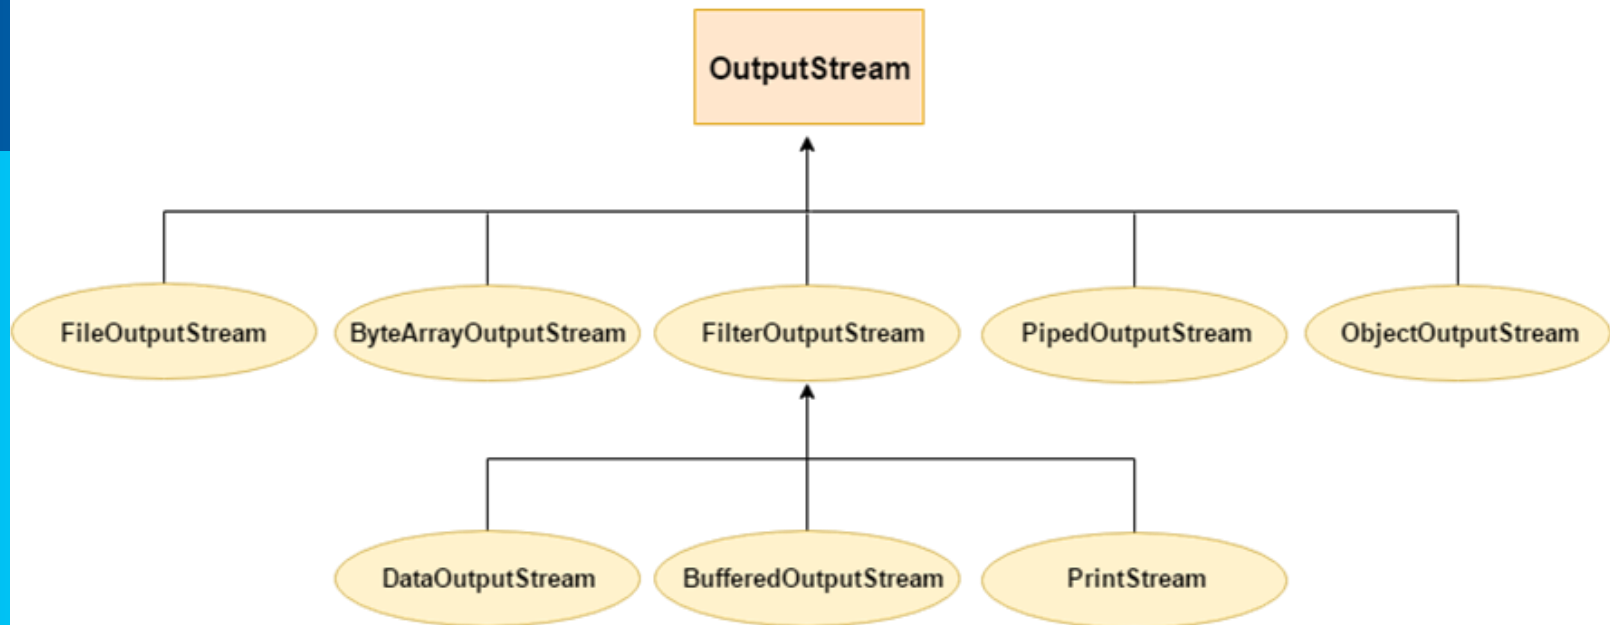 OutputStream
FileOutputStream
ByteArrayOutputStream
FilterOutputStream
PipedOutputStream
ObjectOutputStream
DataOutputStream
BufferedOutputStream
PrintStream